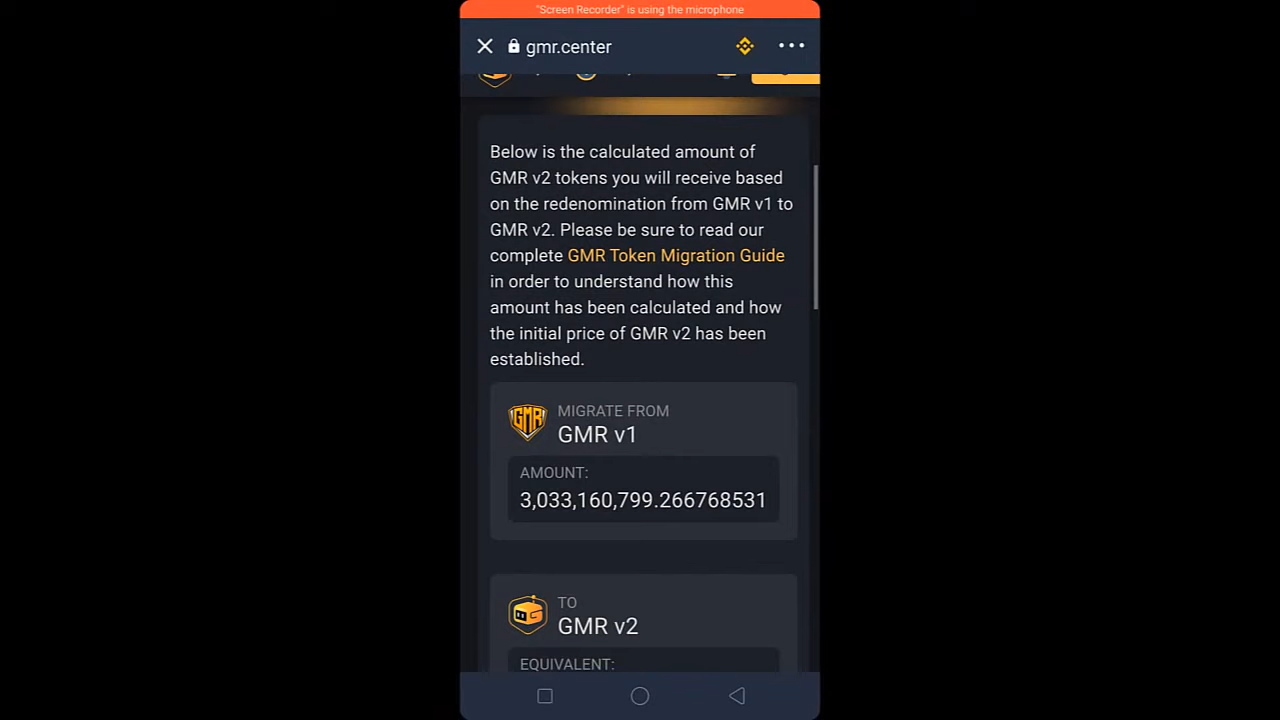 "Screen Recorder" is using the microphone
gmr.center
Below is the calculated amount of
GMR v2 tokens you will receive based
on the redenomination from GMR v1 to
GMR v2. Please be sure to read our
complete GMR Token Migration Guide
in order to understand how this
amount has been calculated and how
the initial price of GMR v2 has been
established.
GMR
MIGRATE FROM
GMR v1
AMOUNT:
3,033,160,799.266768531
TO
GMR v2
EQUIVALENT: